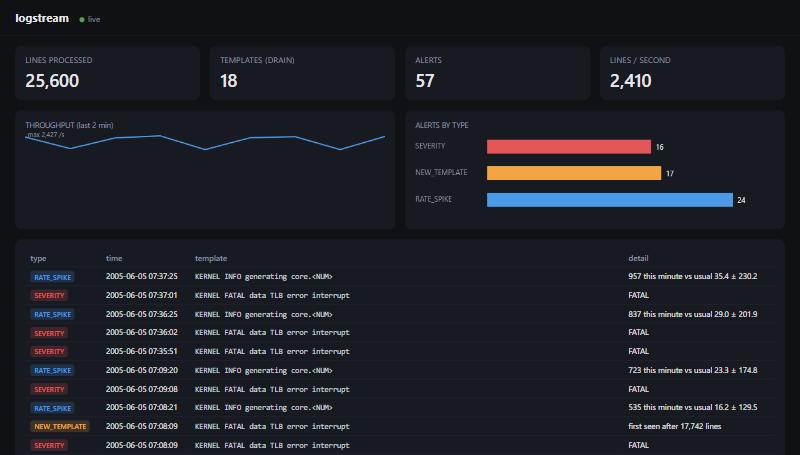 logstream ● live
LINES PROCESSED
25,600
TEMPLATES (DRAIN)
18
ALERTS
57
LINES / SECOND
2,410
THROUGHPUT (last 2 min)
max 2,427 /s
ALERTS BY TYPE
SEVERITY 16
NEW_TEMPLATE 17
RATE_SPIKE 24
type time template detail
RATE_SPIKE 2005-06-05 07:37:25 KERNEL INFO generating core.<NUM> 957 this minute vs usual 35.4 ± 230.2
SEVERITY 2005-06-05 07:37:01 KERNEL FATAL data TLB error interrupt FATAL
RATE_SPIKE 2005-06-05 07:36:25 KERNEL INFO generating core.<NUM> 837 this minute vs usual 29.0 ± 201.9
SEVERITY 2005-06-05 07:36:02 KERNEL FATAL data TLB error interrupt FATAL
SEVERITY 2005-06-05 07:35:51 KERNEL FATAL data TLB error interrupt FATAL
RATE_SPIKE 2005-06-05 07:09:20 KERNEL INFO generating core.<NUM> 723 this minute vs usual 23.3 ± 174.8
SEVERITY 2005-06-05 07:09:08 KERNEL FATAL data TLB error interrupt FATAL
RATE_SPIKE 2005-06-05 07:08:21 KERNEL INFO generating core.<NUM> 535 this minute vs usual 16.2 ± 129.5
NEW_TEMPLATE 2005-06-05 07:08:09 KERNEL FATAL data TLB error interrupt first seen after 17,742 lines
SEVERITY 2005-06-05 07:08:09 KERNEL FATAL data TLB error interrupt FATAL